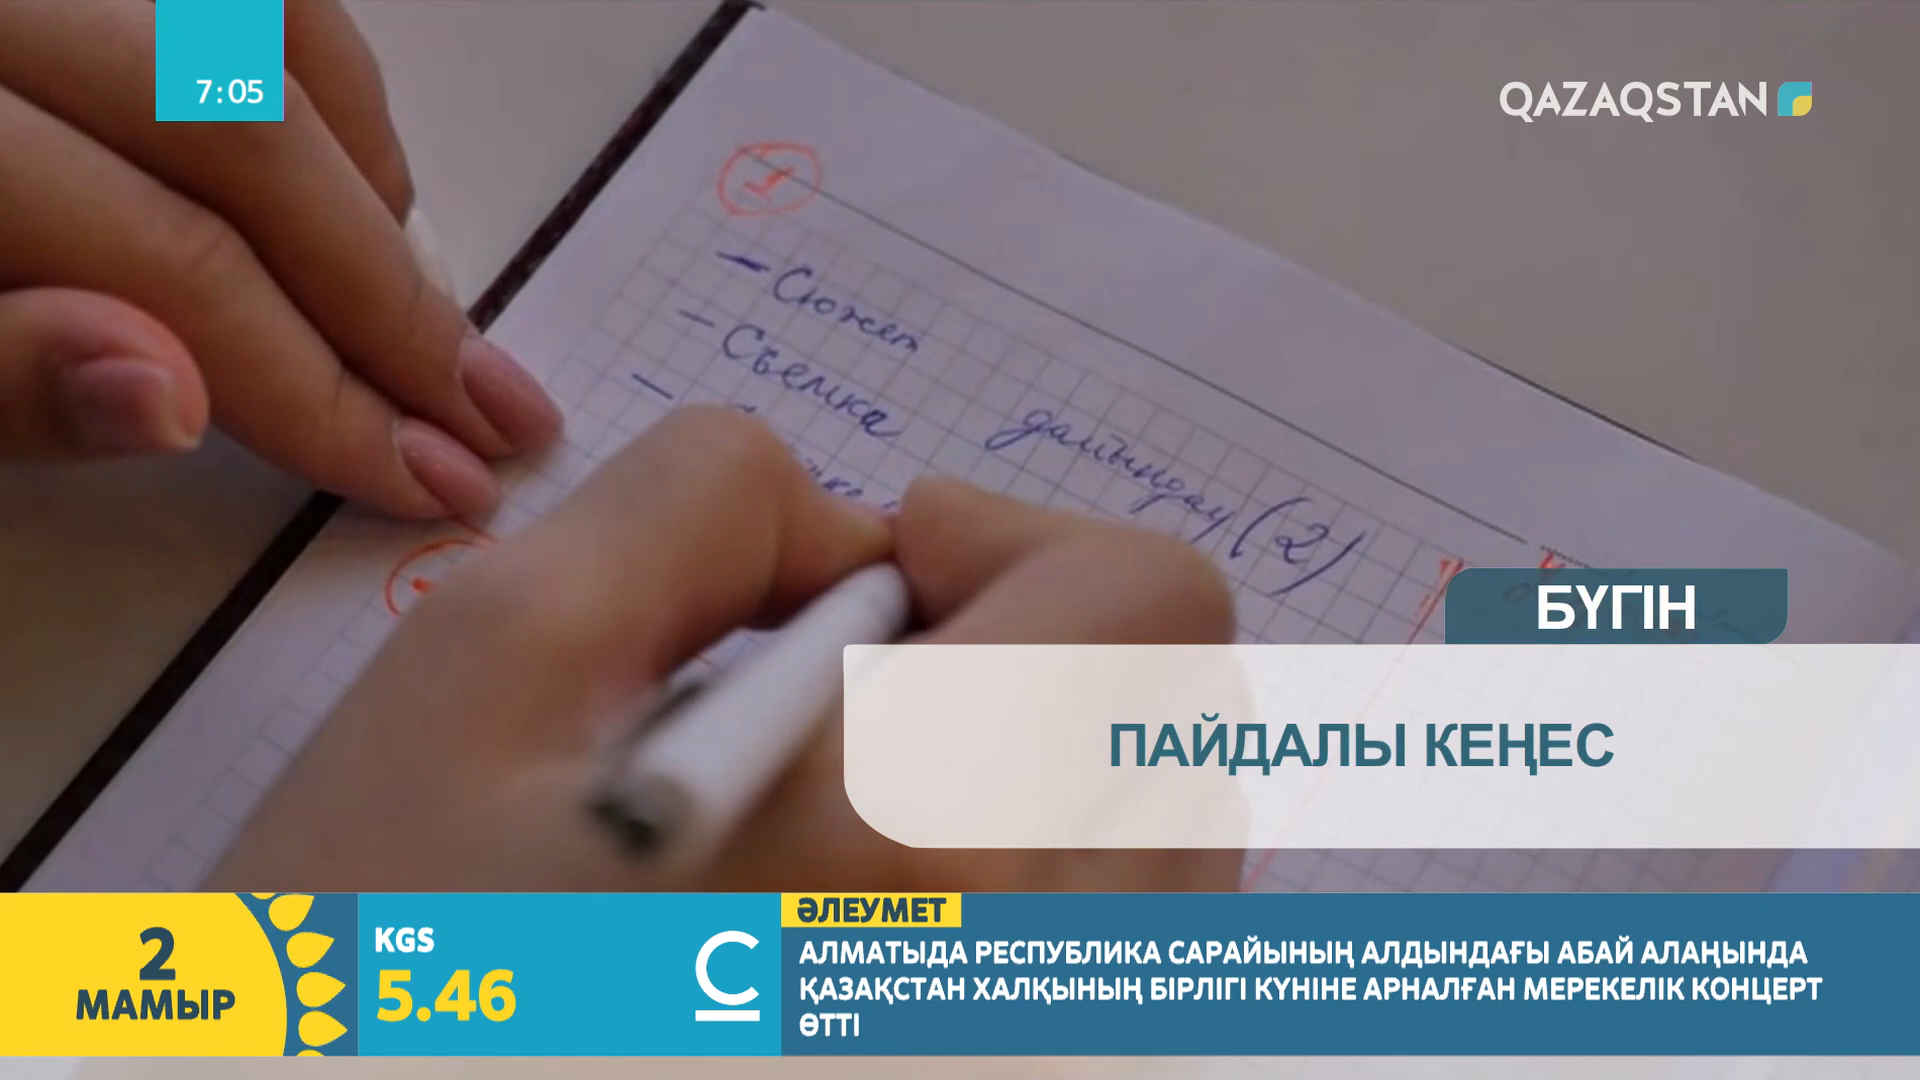 7:05
QAZAQSTAN
1
— Сюжет
— Съемка
дайындау (2)
БҮГІН
ПАЙДАЛЫ КЕҢЕС
2
МАМЫР
KGS
5.46
ӘЛЕУМЕТ
АЛМАТЫДА РЕСПУБЛИКА САРАЙЫНЫҢ АЛДЫНДАҒЫ АБАЙ АЛАҢЫНДА
ҚАЗАҚСТАН ХАЛҚЫНЫҢ БІРЛІГІ КҮНІНЕ АРНАЛҒАН МЕРЕКЕЛІК КОНЦЕРТ
ӨТТІ